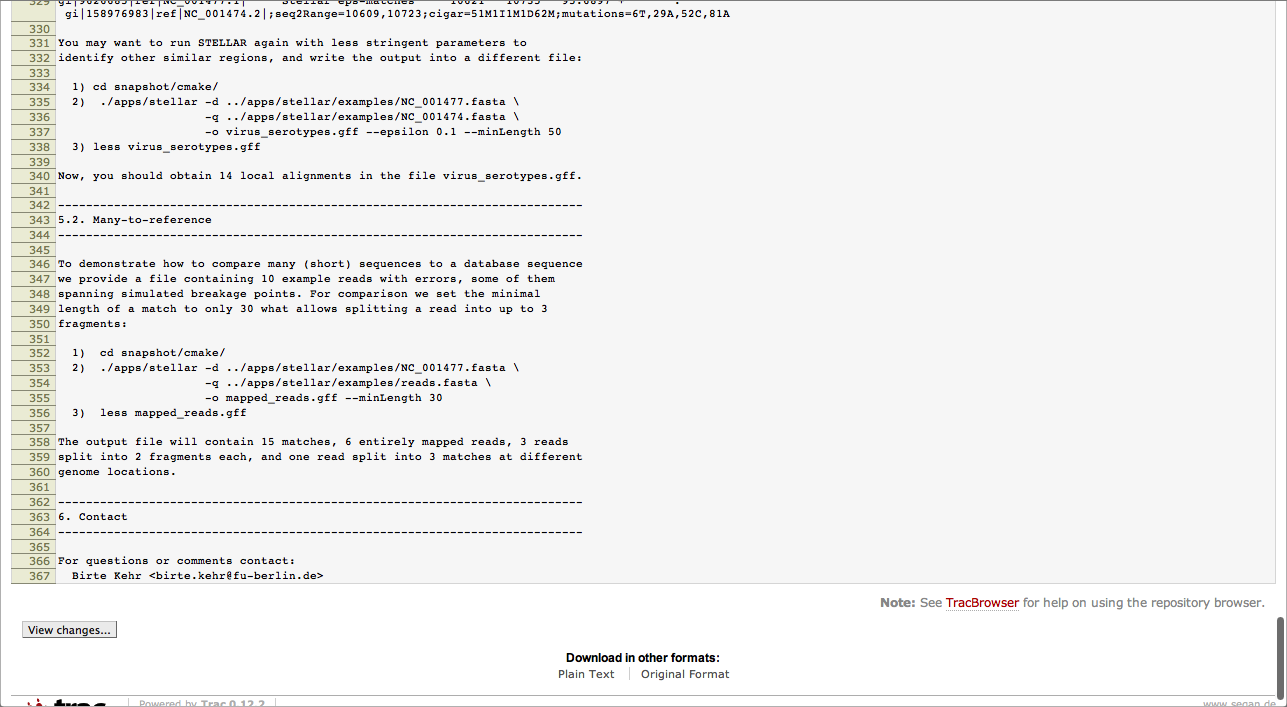 329 gi|9626685|ref|NC_001477.1| Stellar eps-matches 10621 10735 95.6897 + .
gi|158976983|ref|NC_001474.2|;seq2Range=10609,10723;cigar=51M1I1M1D62M;mutations=6T,29A,52C,81A
330
331 You may want to run STELLAR again with less stringent parameters to
332 identify other similar regions, and write the output into a different file:
333
334 1) cd snapshot/cmake/
335 2) ./apps/stellar -d ../apps/stellar/examples/NC_001477.fasta \
336 -q ../apps/stellar/examples/NC_001474.fasta \
337 -o virus_serotypes.gff --epsilon 0.1 --minLength 50
338 3) less virus_serotypes.gff
339
340 Now, you should obtain 14 local alignments in the file virus_serotypes.gff.
341
342 ---------------------------------------------------------------------------
343 5.2. Many-to-reference
344 ---------------------------------------------------------------------------
345
346 To demonstrate how to compare many (short) sequences to a database sequence
347 we provide a file containing 10 example reads with errors, some of them
348 spanning simulated breakage points. For comparison we set the minimal
349 length of a match to only 30 what allows splitting a read into up to 3
350 fragments:
351
352 1) cd snapshot/cmake/
353 2) ./apps/stellar -d ../apps/stellar/examples/NC_001477.fasta \
354 -q ../apps/stellar/examples/reads.fasta \
355 -o mapped_reads.gff --minLength 30
356 3) less mapped_reads.gff
357
358 The output file will contain 15 matches, 6 entirely mapped reads, 3 reads
359 split into 2 fragments each, and one read split into 3 matches at different
360 genome locations.
361
362 ---------------------------------------------------------------------------
363 6. Contact
364 ---------------------------------------------------------------------------
365
366 For questions or comments contact:
367 Birte Kehr <birte.kehr@fu-berlin.de>
Note: See TracBrowser for help on using the repository browser.
View changes...
Download in other formats:
Plain Text Original Format
trac Powered by Trac 0.12.2 www.seqan.de